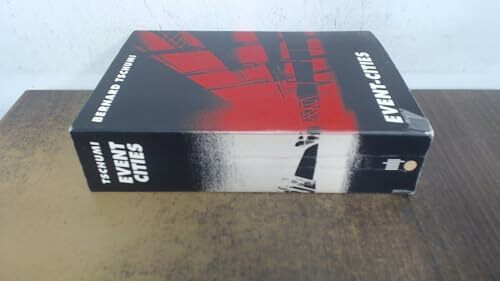 BERNARD TSCHUMI
EVENT-CITIES
TSCHUMI
EVENT
CITIES